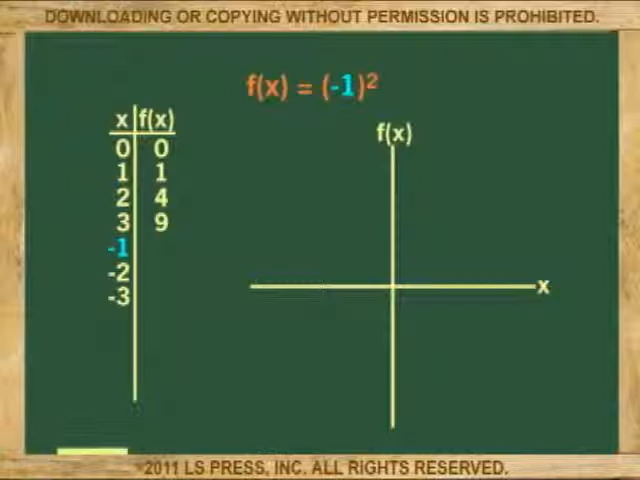 DOWNLOADING OR COPYING WITHOUT PERMISSION IS PROHIBITED.
f(x) = (-1)²
x f(x)
0 0
1 1
2 4
3 9
-1
-2
-3
f(x)
x
©2011 LS PRESS, INC. ALL RIGHTS RESERVED.